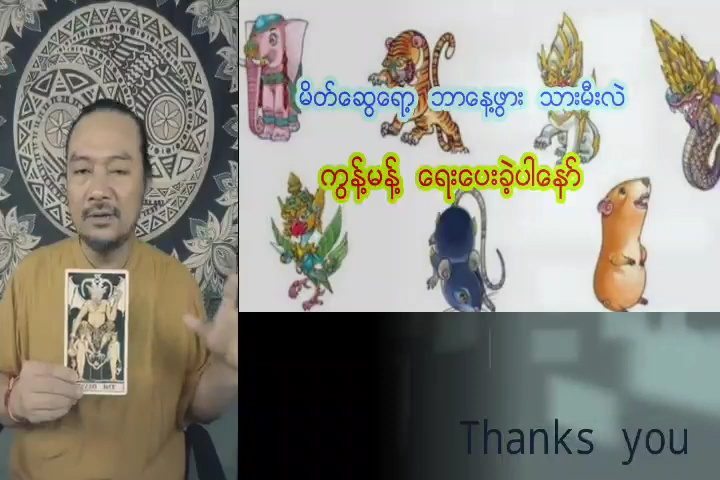 မိတ်ဆွေရော့ ဘာနေ့ဖွား သားမီးလဲ
ကွန့်မန့် ရေးပေးခဲ့ပါနော်
Thanks you